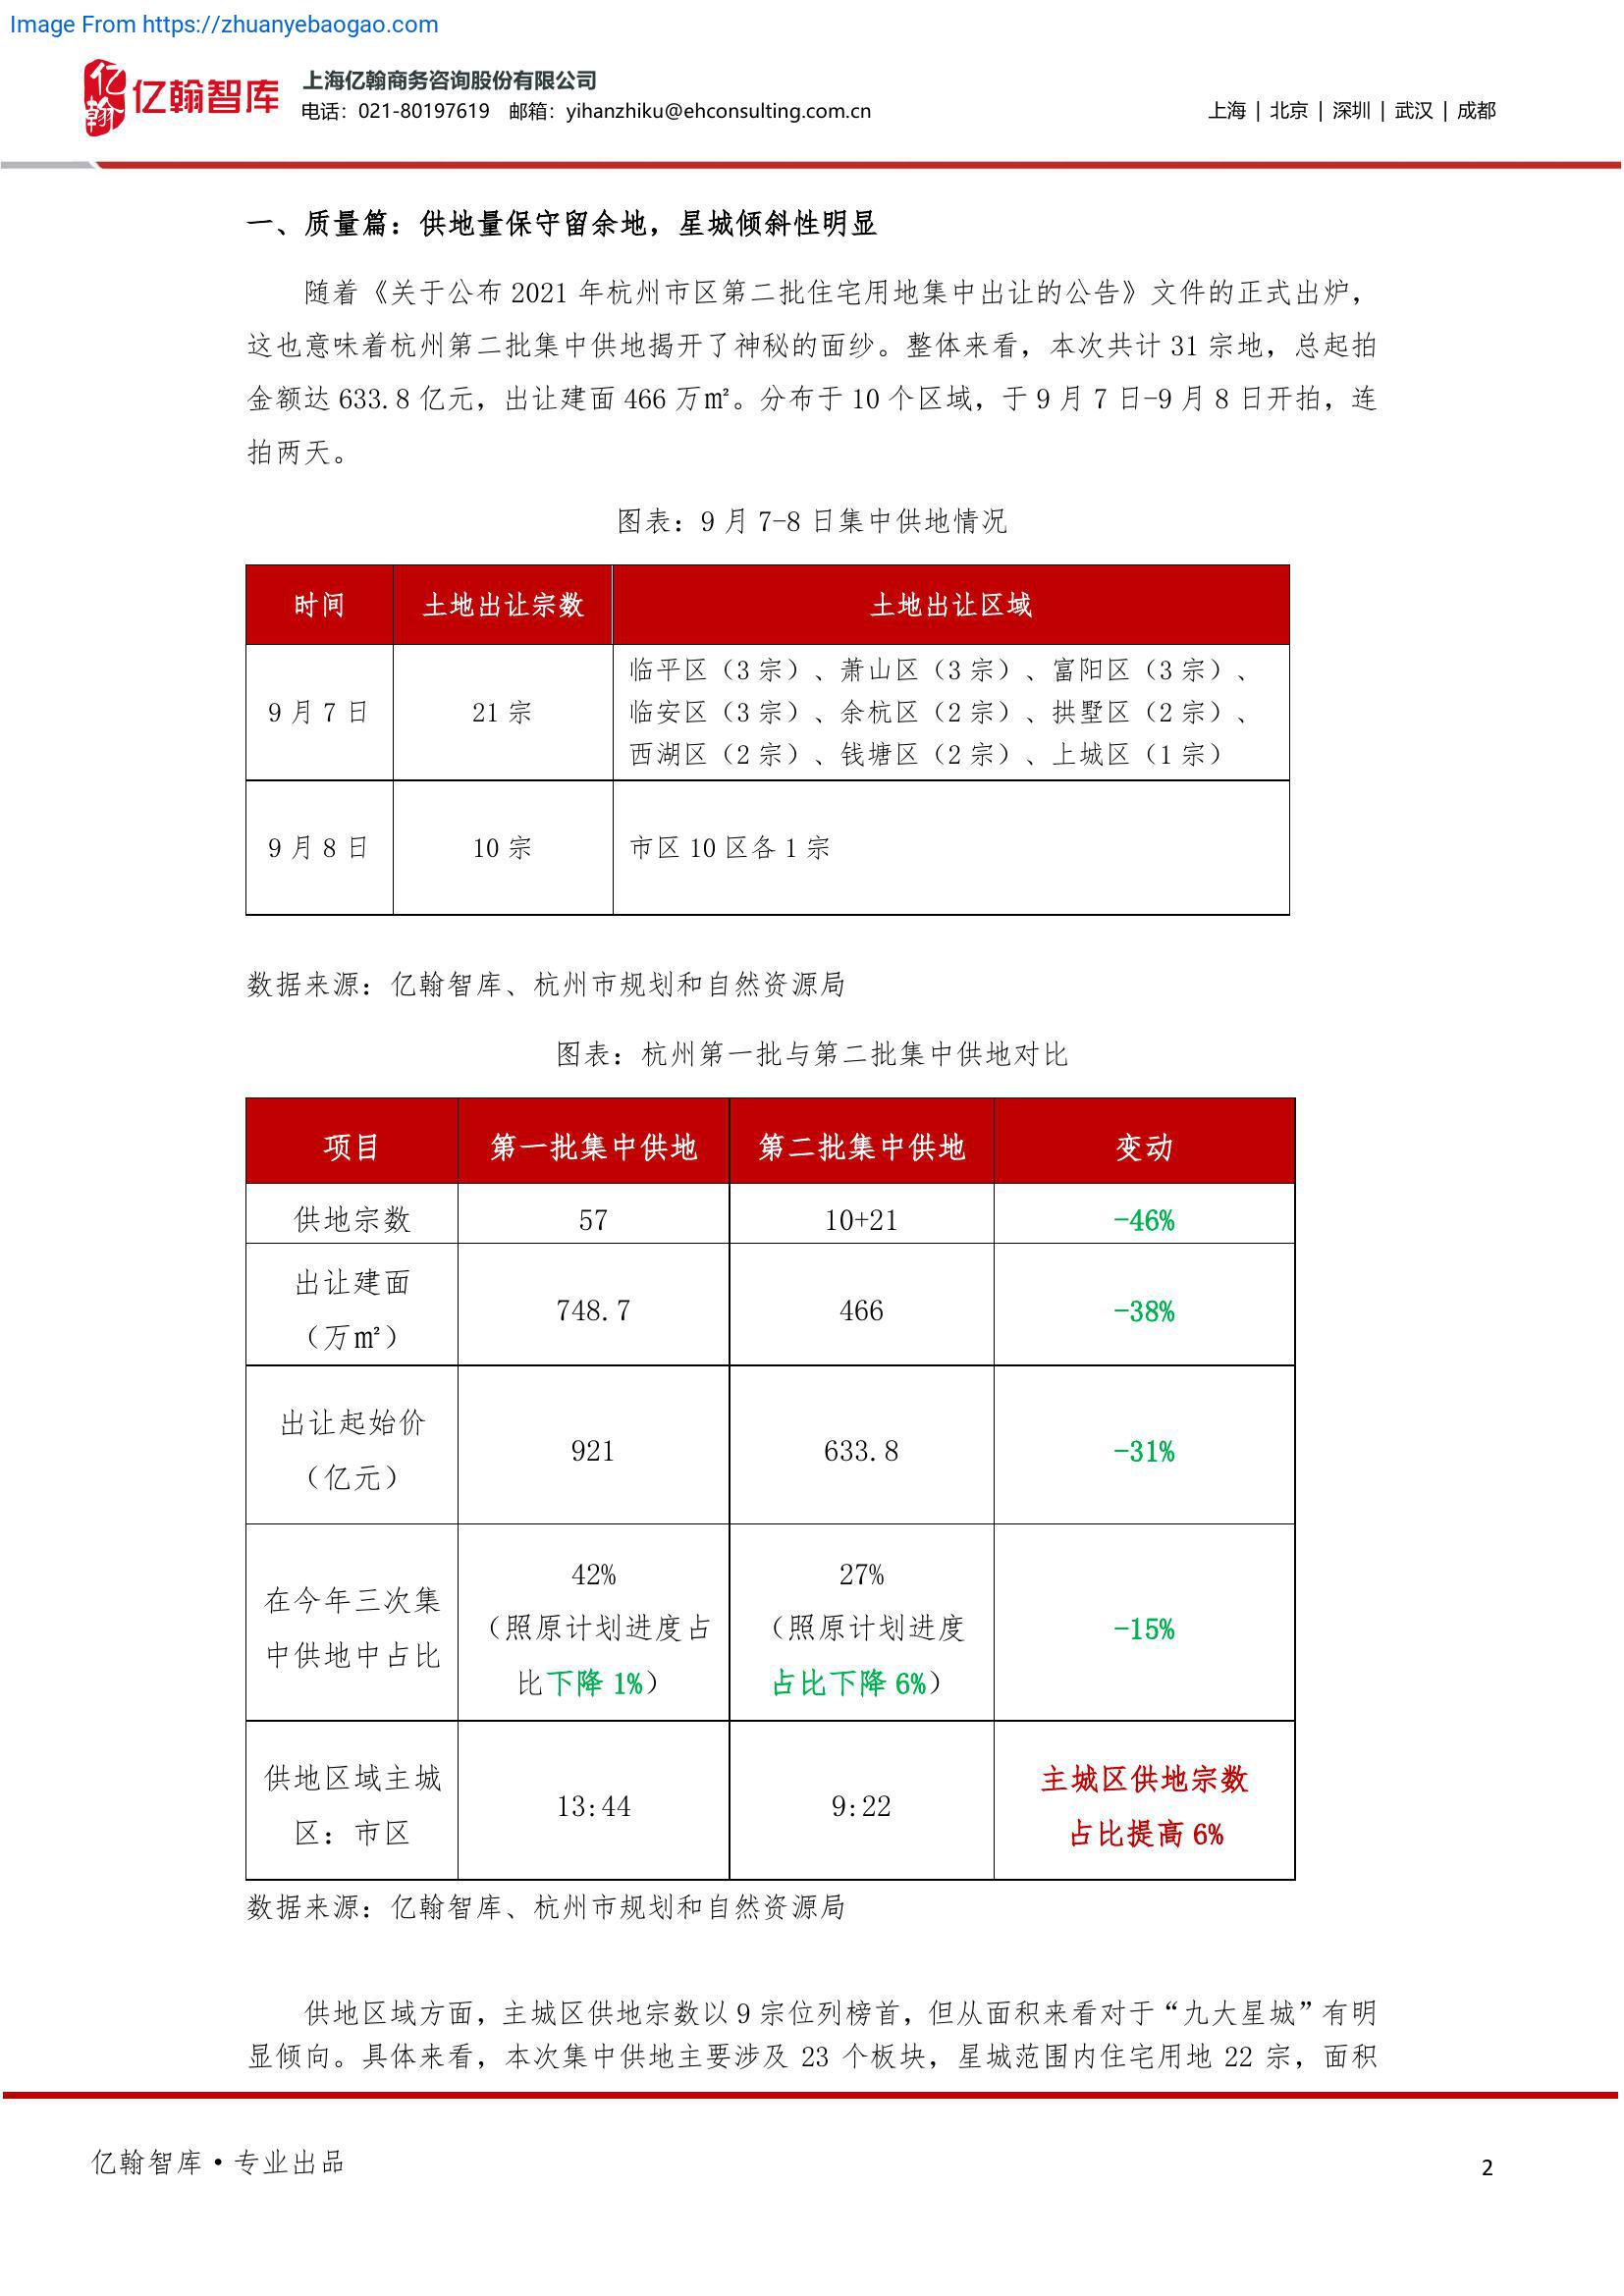 Image From https://zhuanyebaogao.com
亿翰
亿翰智库
上海亿翰商务咨询股份有限公司
电话：021-80197619 邮箱：yihanzhiku@ehconsulting.com.cn
上海 | 北京 | 深圳 | 武汉 | 成都
一、质量篇：供地量保守留余地，星城倾斜性明显
随着《关于公布 2021 年杭州市区第二批住宅用地集中出让的公告》文件的正式出炉，
这也意味着杭州第二批集中供地揭开了神秘的面纱。整体来看，本次共计 31 宗地，总起拍
金额达 633.8 亿元，出让建面 466 万㎡。分布于 10 个区域，于 9 月 7 日-9 月 8 日开拍，连
拍两天。
图表：9 月 7-8 日集中供地情况
时间 土地出让宗数 土地出让区域
临平区（3 宗）、萧山区（3 宗）、富阳区（3 宗）、
9 月 7 日 21 宗 临安区（3 宗）、余杭区（2 宗）、拱墅区（2 宗）、
西湖区（2 宗）、钱塘区（2 宗）、上城区（1 宗）
9 月 8 日 10 宗 市区 10 区各 1 宗
数据来源：亿翰智库、杭州市规划和自然资源局
图表：杭州第一批与第二批集中供地对比
项目 第一批集中供地 第二批集中供地 变动
供地宗数 57 10+21 -46%
出让建面
（万㎡）
748.7 466 -38%
出让起始价
（亿元）
921 633.8 -31%
在今年三次集
中供地中占比
42%
（照原计划进度占
比下降 1%）
27%
（照原计划进度
占比下降 6%）
-15%
供地区域主城
区：市区
13:44 9:22
主城区供地宗数
占比提高 6%
数据来源：亿翰智库、杭州市规划和自然资源局
供地区域方面，主城区供地宗数以 9 宗位列榜首，但从面积来看对于“九大星城”有明
显倾向。具体来看，本次集中供地主要涉及 23 个板块，星城范围内住宅用地 22 宗，面积
亿翰智库·专业出品
2